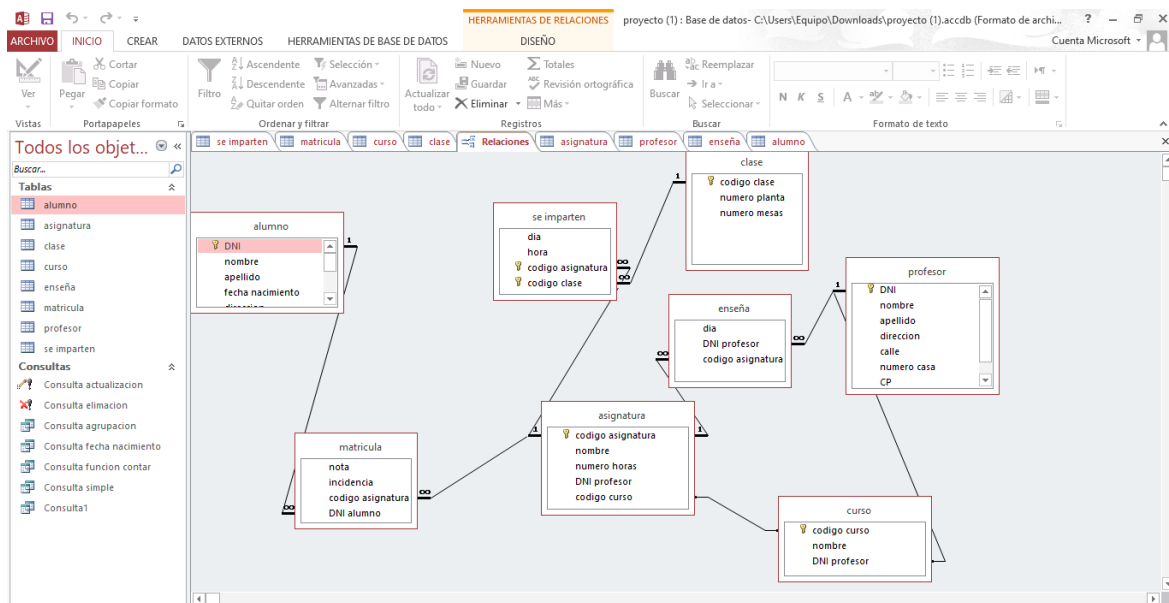 HERRAMIENTAS DE RELACIONES
proyecto (1) : Base de datos- C:\Users\Equipo\Downloads\proyecto (1).accdb (Formato de archi...
ARCHIVO INICIO CREAR DATOS EXTERNOS HERRAMIENTAS DE BASE DE DATOS DISEÑO Cuenta Microsoft
Ver
Vistas
Pegar
Cortar
Copiar
Copiar formato
Portapapeles
Filtro
Ascendente
Descendente
Quitar orden
Selección
Avanzadas
Alternar filtro
Ordenar y filtrar
Actualizar
todo
Nuevo
Guardar
Eliminar
Totales
Revisión ortográfica
Más
Registros
Buscar
Reemplazar
Ir a
Seleccionar
Buscar
N K S A
Formato de texto
Todos los objet...
Buscar...
Tablas
alumno
asignatura
clase
curso
enseña
matricula
profesor
se imparten
Consultas
Consulta actualizacion
Consulta elimacion
Consulta agrupacion
Consulta fecha nacimiento
Consulta funcion contar
Consulta simple
Consulta1
se imparten matricula curso clase Relaciones asignatura profesor enseña alumno
alumno
DNI
nombre
apellido
fecha nacimiento
1
∞
se imparten
dia
hora
codigo asignatura
codigo clase
∞
∞
clase
codigo clase
numero planta
numero mesas
1
enseña
dia
DNI profesor
codigo asignatura
∞
∞
profesor
DNI
nombre
apellido
direccion
calle
numero casa
CP
1
matricula
nota
incidencia
codigo asignatura
DNI alumno
∞
asignatura
codigo asignatura
nombre
numero horas
DNI profesor
codigo curso
1
1
curso
codigo curso
nombre
DNI profesor